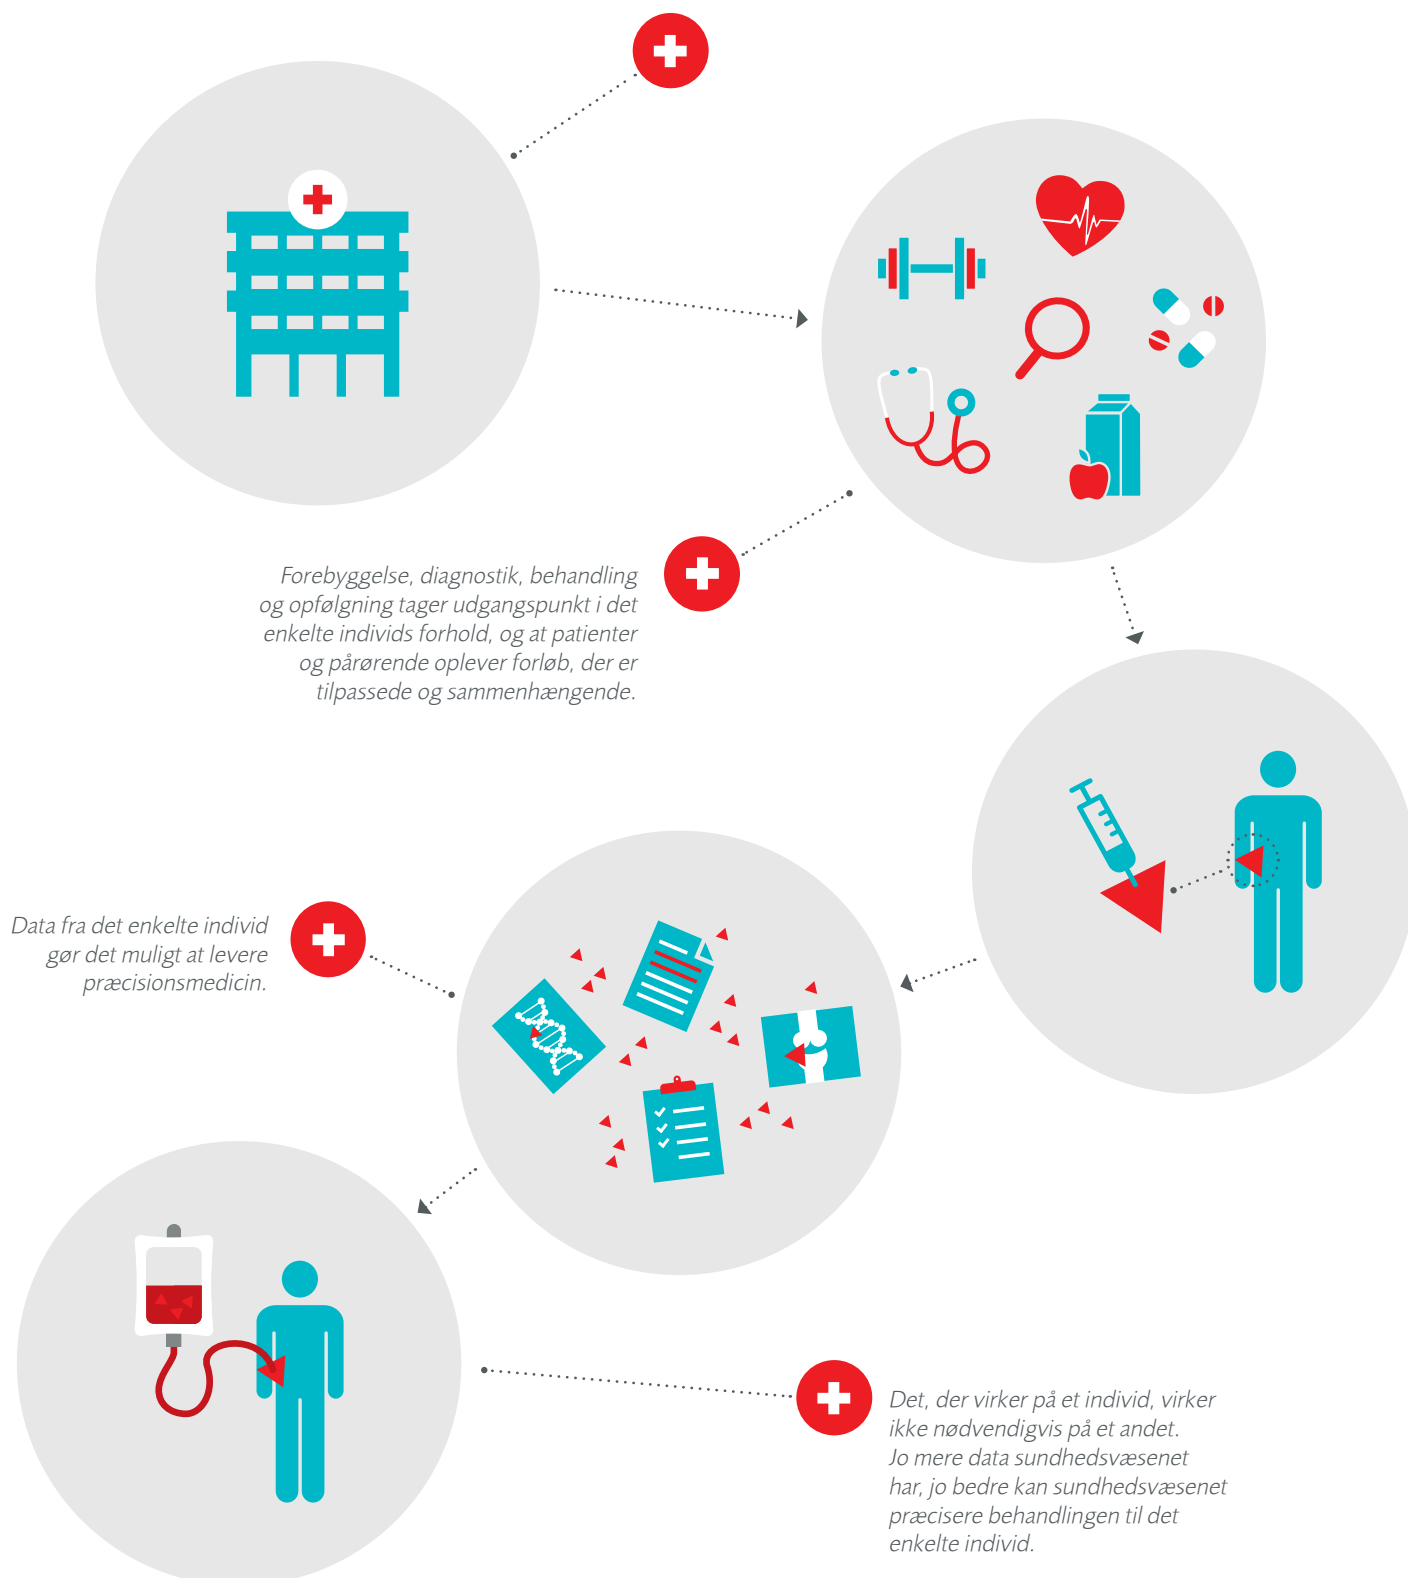 Forebyggelse, diagnostik, behandling
og opfølgning tager udgangspunkt i det
enkelte individs forhold, og at patienter
og pårørende oplever forløb, der er
tilpassede og sammenhængende.
Data fra det enkelte individ
gør det muligt at levere
præcisionsmedicin.
Det, der virker på et individ, virker
ikke nødvendigvis på et andet.
Jo mere data sundhedsvæsenet
har, jo bedre kan sundhedsvæsenet
præcisere behandlingen til det
enkelte individ.